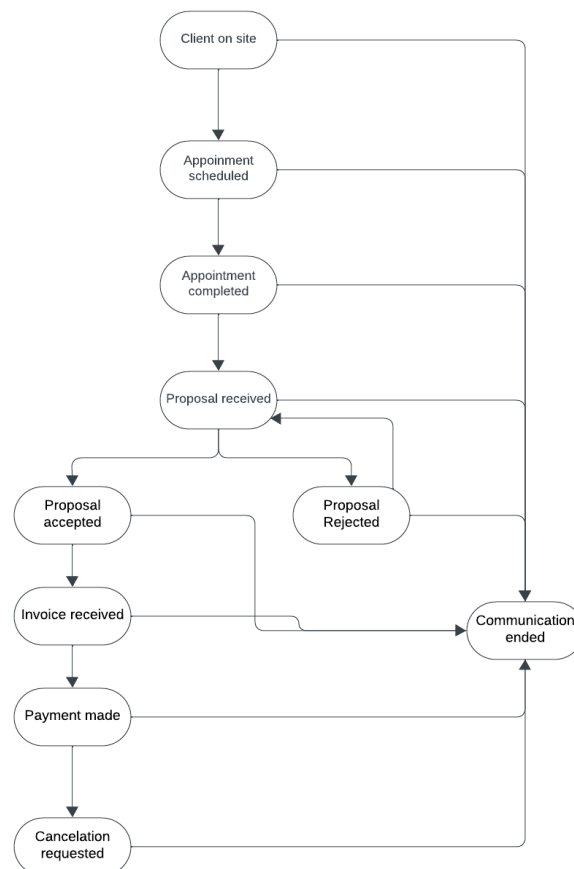 Client on site
Appoinment
scheduled
Appointment
completed
Proposal received
Proposal
accepted
Proposal
Rejected
Invoice received
Communication
ended
Payment made
Cancelation
requested